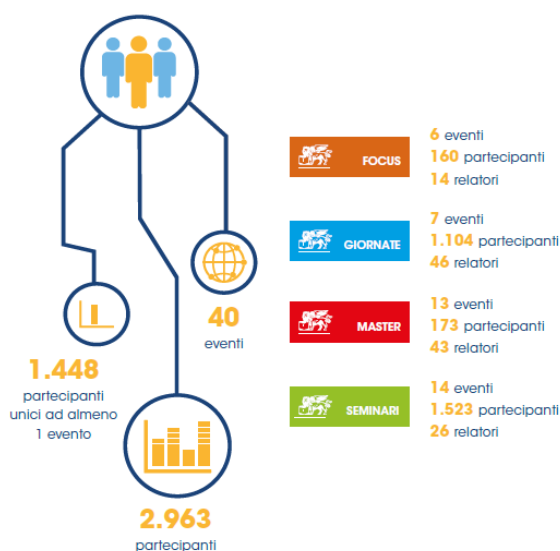 40
eventi
1.448
partecipanti
unici ad almeno
1 evento
2.963
partecipanti
FOCUS
6 eventi
160 partecipanti
14 relatori
GIORNATE
7 eventi
1.104 partecipanti
46 relatori
MASTER
13 eventi
173 partecipanti
43 relatori
SEMINARI
14 eventi
1.523 partecipanti
26 relatori